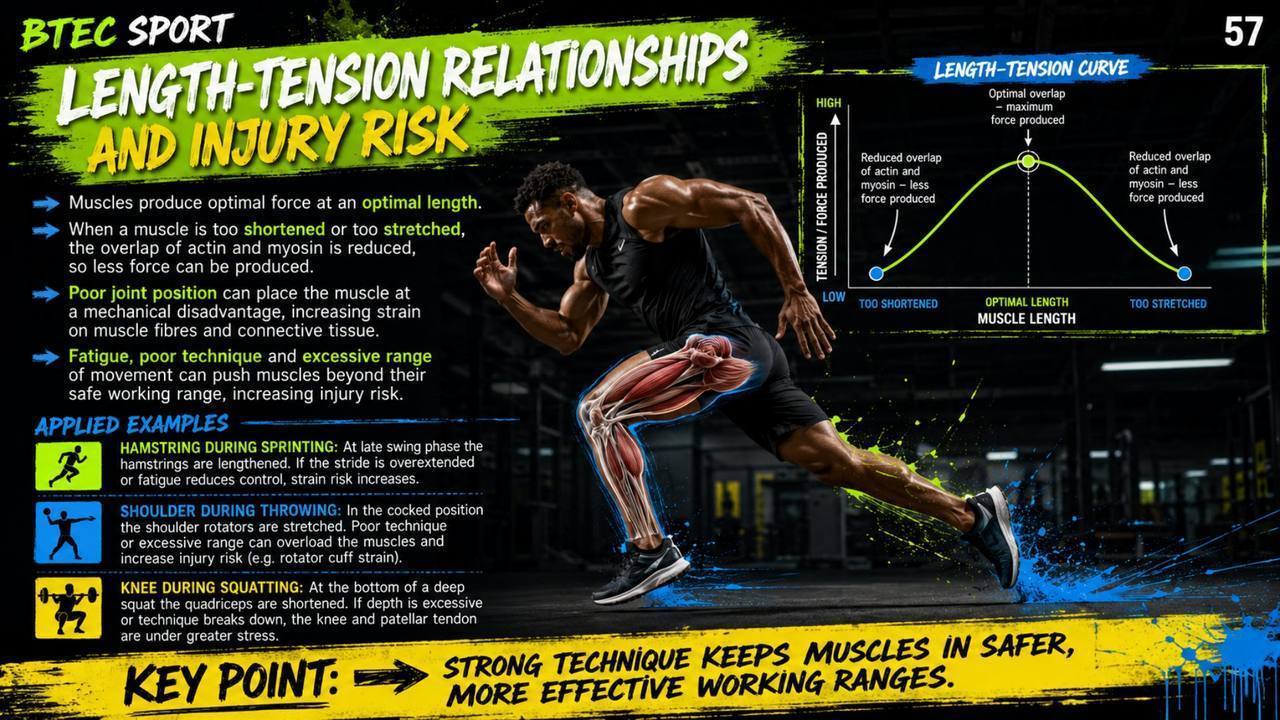 BTEC SPORT
LENGTH-TENSION RELATIONSHIPS
AND INJURY RISK
57
Muscles produce optimal force at an optimal length.
When a muscle is too shortened or too stretched,
the overlap of actin and myosin is reduced,
so less force can be produced.
Poor joint position can place the muscle at
a mechanical disadvantage, increasing strain
on muscle fibres and connective tissue.
Fatigue, poor technique and excessive range
of movement can push muscles beyond their
safe working range, increasing injury risk.
APPLIED EXAMPLES
HAMSTRING DURING SPRINTING: At late swing phase the
hamstrings are lengthened. If the stride is overextended
or fatigue reduces control, strain risk increases.
SHOULDER DURING THROWING: In the cocked position
the shoulder rotators are stretched. Poor technique
or excessive range can overload the muscles and
increase injury risk (e.g. rotator cuff strain).
KNEE DURING SQUATTING: At the bottom of a deep
squat the quadriceps are shortened. If depth is excessive
or technique breaks down, the knee and patellar tendon
are under greater stress.
LENGTH-TENSION CURVE
HIGH
TENSION / FORCE PRODUCED
LOW
Reduced overlap
of actin and
myosin – less
force produced
Optimal overlap
– maximum
force produced
Reduced overlap
of actin and
myosin – less
force produced
TOO SHORTENED
OPTIMAL LENGTH
TOO STRETCHED
MUSCLE LENGTH
KEY POINT:
STRONG TECHNIQUE KEEPS MUSCLES IN SAFER,
MORE EFFECTIVE WORKING RANGES.